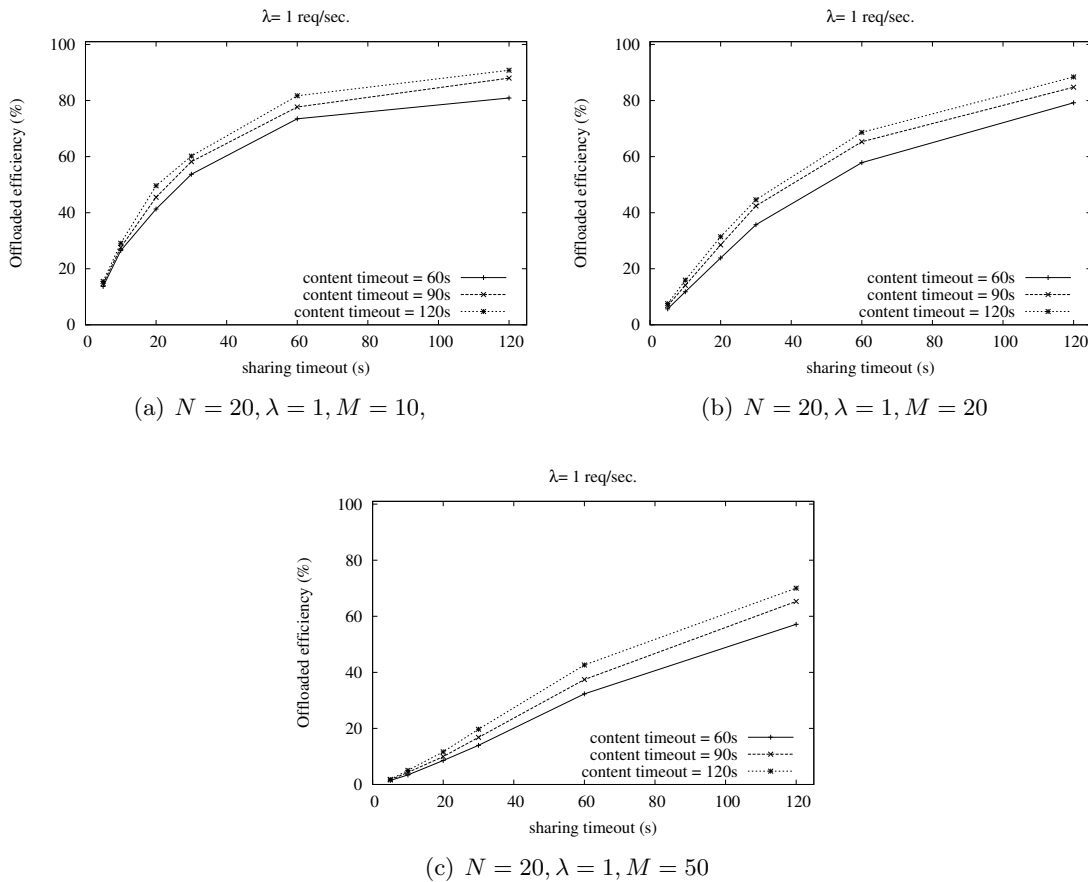 λ= 1 req/sec.
100
80
60
40
20
0
Offloaded efficiency (%)
content timeout = 60s
content timeout = 90s
content timeout = 120s
0 20 40 60 80 100 120
sharing timeout (s)
(a) N = 20, λ = 1, M = 10,
λ= 1 req/sec.
100
80
60
40
20
0
Offloaded efficiency (%)
content timeout = 60s
content timeout = 90s
content timeout = 120s
0 20 40 60 80 100 120
sharing timeout (s)
(b) N = 20, λ = 1, M = 20
λ= 1 req/sec.
100
80
60
40
20
0
Offloaded efficiency (%)
content timeout = 60s
content timeout = 90s
content timeout = 120s
0 20 40 60 80 100 120
sharing timeout (s)
(c) N = 20, λ = 1, M = 50